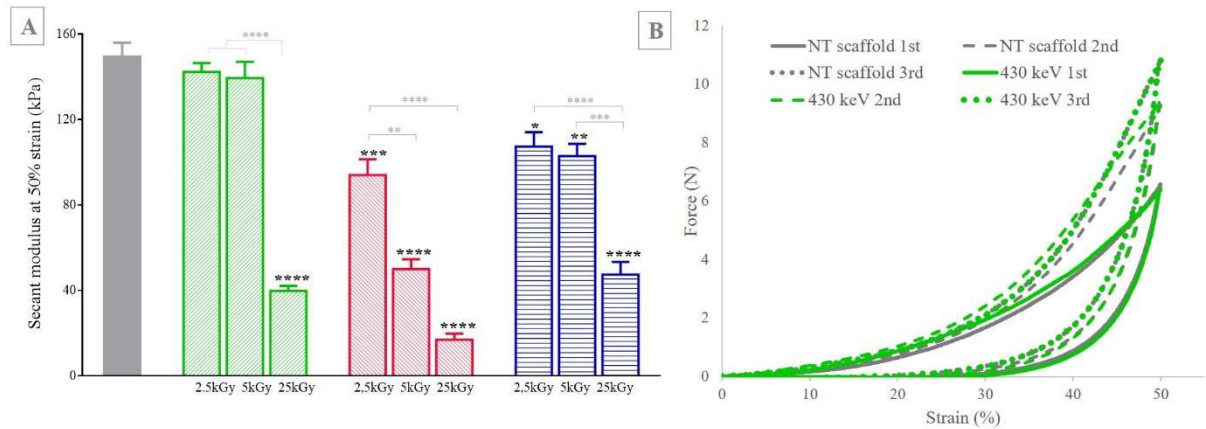 A
Secant modulus at 50% strain (kPa)
160
120
80
40
0
****
****
***
****
**
****
****
*
**
****
***
****
2.5kGy 5kGy 25kGy
2,5kGy 5kGy 25kGy
2,5kGy 5kGy 25kGy
B
Force (N)
12
10
8
6
4
2
0
NT scaffold 1st
NT scaffold 2nd
NT scaffold 3rd
430 keV 1st
430 keV 2nd
430 keV 3rd
0 10 20 30 40 50
Strain (%)